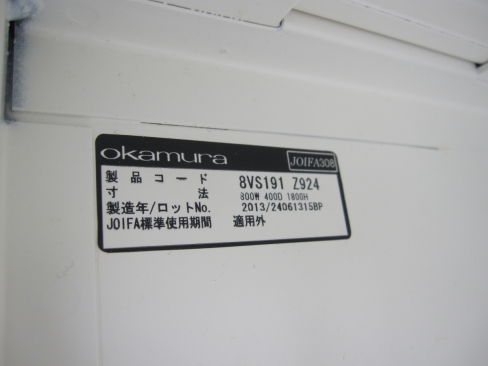 okamura JOIFA308
製品コード 8VS191 Z924
寸法 800W 400D 1800H
製造年/ロットNo. 2013/24061315BP
JOIFA標準使用期間 適用外